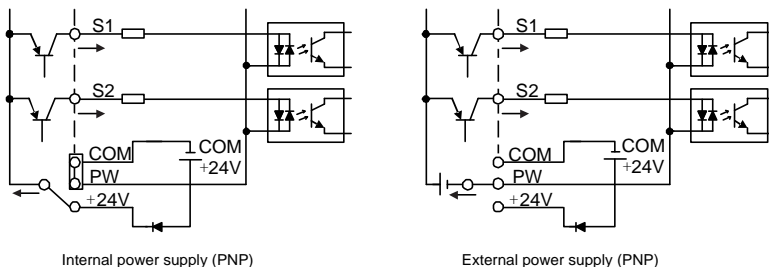 S1
S2
COM
COM
+24V
PW
+24V
Internal power supply (PNP)
S1
S2
COM
COM
+24V
PW
+24V
External power supply (PNP)